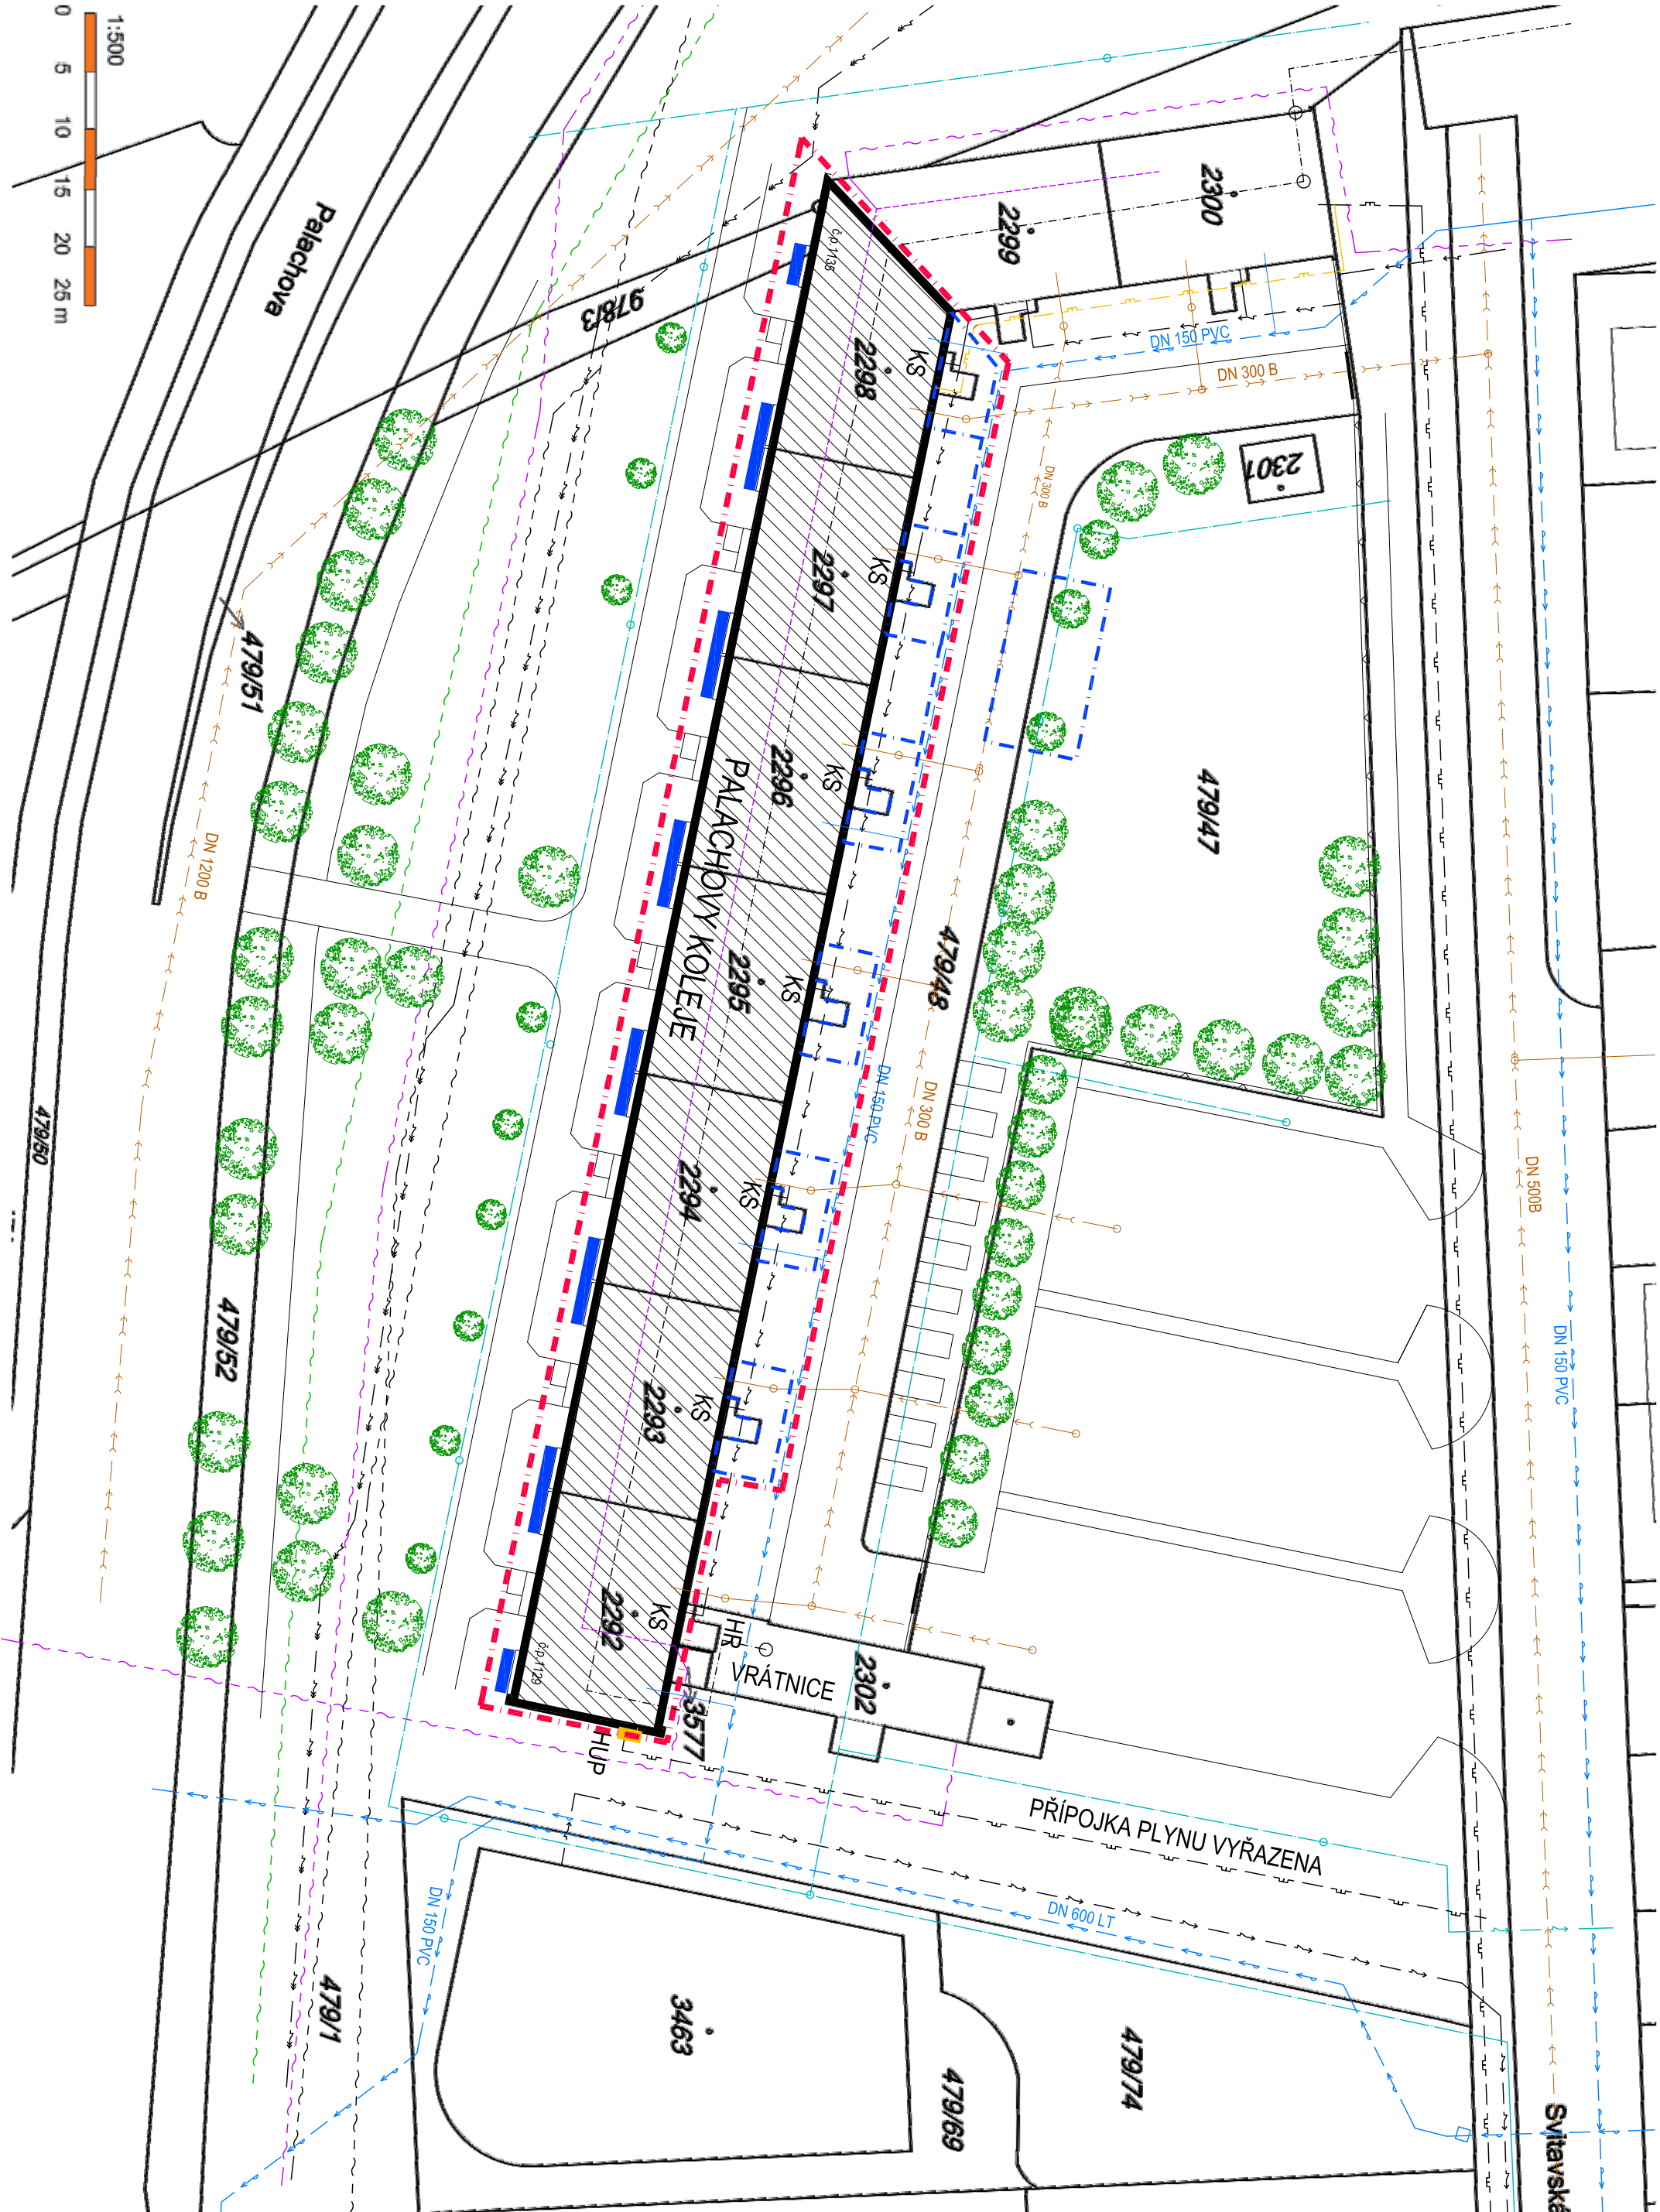 1:500
0 5 10 15 20 25 m
Palachova
2300
2299
978/3
č.p.1135
2298
KS
DN 150 PVC
DN 300 B
DN 300 B
2301
2297
KS
479/51
2296
KS
479/47
DN 1200 B
PALACHOVY KOLEJE
2295
KS
479/48
DN 150 PVC
DN 300 B
479/50
2294
KS
DN 500B
DN 150 PVC
479/52
2293
KS
2292
KS
č.p.1129
HR
VRÁTNICE
2302
3577
HUP
PŘÍPOJKA PLYNU VYŘAZENA
DN 600 LT
DN 150 PVC
479/1
3463
479/69
479/74